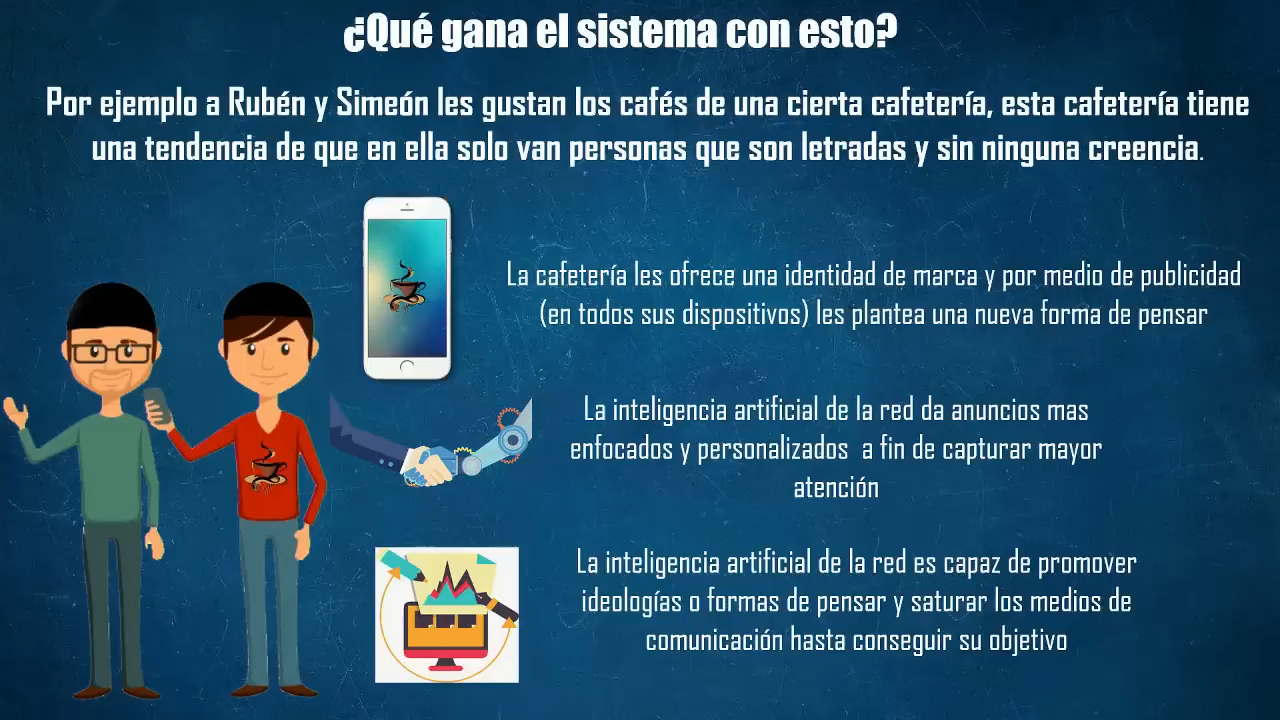 ¿Qué gana el sistema con esto?
Por ejemplo a Rubén y Simeón les gustan los cafés de una cierta cafetería, esta cafetería tiene
una tendencia de que en ella solo van personas que son letradas y sin ninguna creencia.
La cafetería les ofrece una identidad de marca y por medio de publicidad
(en todos sus dispositivos) les plantea una nueva forma de pensar
La inteligencia artificial de la red da anuncios mas
enfocados y personalizados a fin de capturar mayor
atención
La inteligencia artificial de la red es capaz de promover
ideologías o formas de pensar y saturar los medios de
comunicación hasta conseguir su objetivo